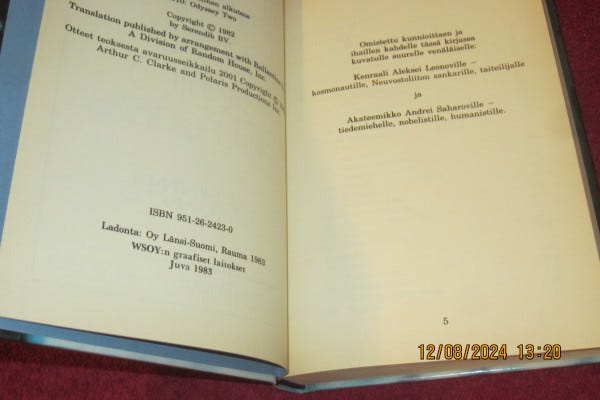 alkuteos
Odyssey Two
Copyright © 1982
by Serendib BV
Translation published by arrangement with
A Division of Random House, Inc.
Otteet teoksesta avaruusseikkailu 2001 Copyright ©
Arthur C. Clarke and Polaris Productions Inc
ISBN 951-26-2423-0
Ladonta: Oy Länsi-Suomi, Rauma 1983
WSOY:n graafiset laitokset
Juva 1983
Omistettu kunnioittaen ja
ihaillen kahdelle tässä kirjassa
kuvatulle suurelle venäläiselle:
Kenraali Aleksei Leonoville –
kosmonautille, Neuvostoliiton sankarille, taiteilijalle
ja
Akateemikko Andrei Saharoville –
tiedemiehelle, nobelistille, humanistille.
5
12/08/2024 13:20